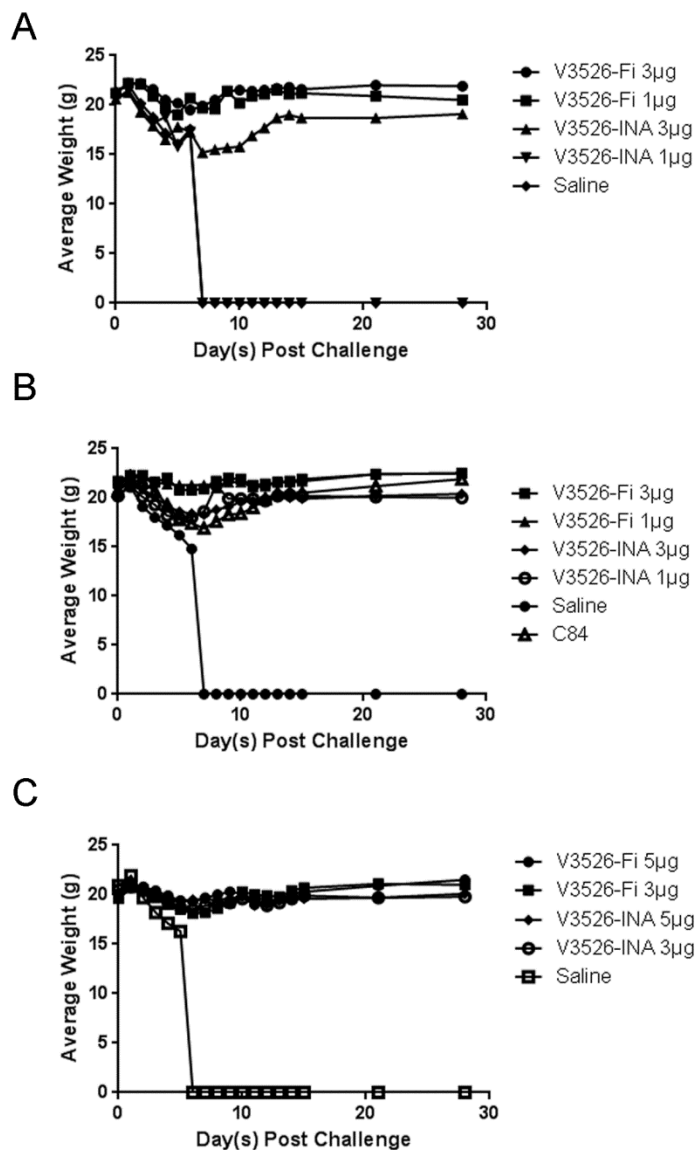 A
25
20
15
10
5
0
0 10 20 30
Average Weight (g)
Day(s) Post Challenge
V3526-Fi 3µg
V3526-Fi 1µg
V3526-INA 3µg
V3526-INA 1µg
Saline
B
25
20
15
10
5
0
0 10 20 30
Average Weight (g)
Day(s) Post Challenge
V3526-Fi 3µg
V3526-Fi 1µg
V3526-INA 3µg
V3526-INA 1µg
Saline
C84
C
25
20
15
10
5
0
0 10 20 30
Average Weight (g)
Day(s) Post Challenge
V3526-Fi 5µg
V3526-Fi 3µg
V3526-INA 5µg
V3526-INA 3µg
Saline